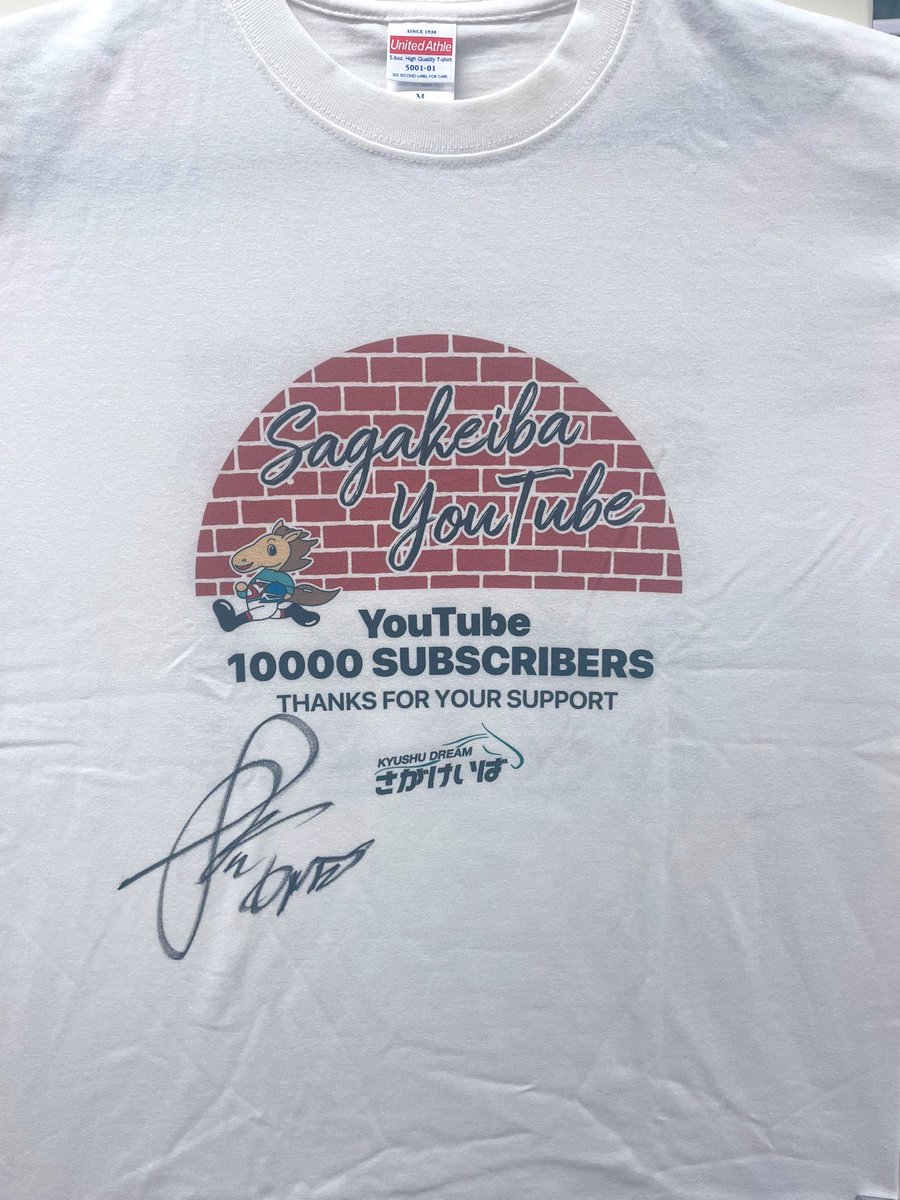 SINCE 1938
United Athle
5.6oz. High Quality T-shirt
5001-01
SEE SECOND LABEL FOR CARE
M
Sagakeiba
YouTube
YouTube
10000 SUBSCRIBERS
THANKS FOR YOUR SUPPORT
KYUSHU DREAM
さがけいば